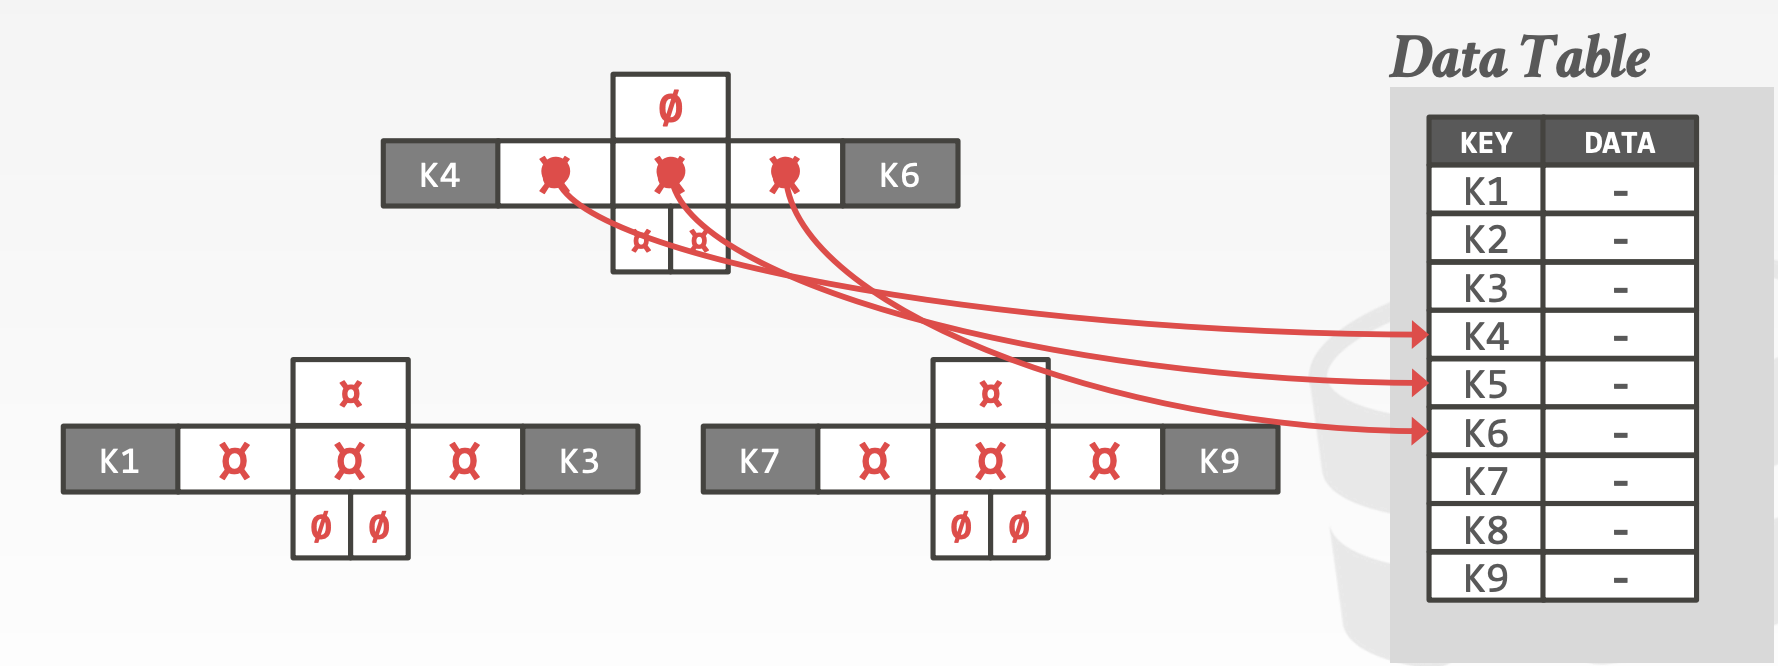 Data Table
Ø
K4 ¤ ¤ ¤ K6
¤ ¤
¤
K1 ¤ ¤ ¤ K3
Ø Ø
¤
K7 ¤ ¤ ¤ K9
Ø Ø
KEY DATA
K1 -
K2 -
K3 -
K4 -
K5 -
K6 -
K7 -
K8 -
K9 -